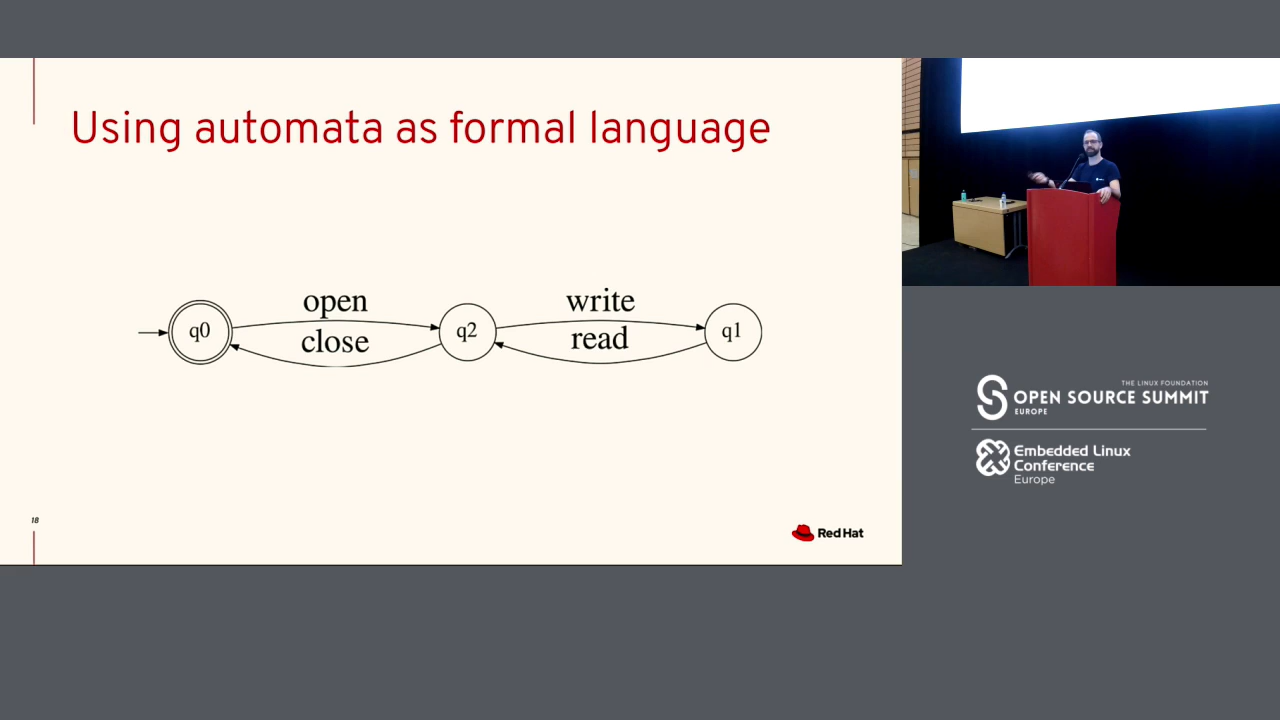 Using automata as formal language
open
close
write
read
q0
q2
q1
18
Red Hat
THE LINUX FOUNDATION
OPEN SOURCE SUMMIT
EUROPE
Embedded Linux
Conference
Europe